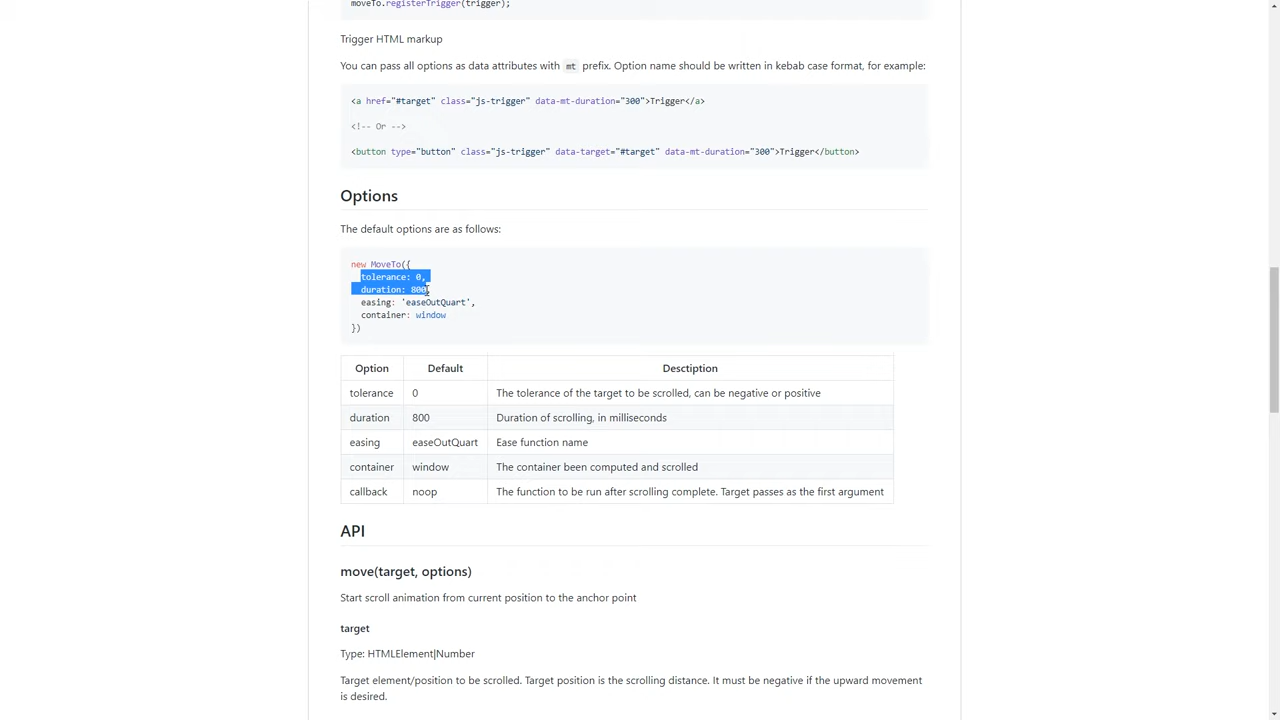 moveTo.registerTrigger(trigger);
Trigger HTML markup
You can pass all options as data attributes with mt prefix. Option name should be written in kebab case format, for example:
<a href="#target" class="js-trigger" data-mt-duration="300">Trigger</a>
<!-- Or -->
<button type="button" class="js-trigger" data-target="#target" data-mt-duration="300">Trigger</button>
Options
The default options are as follows:
new MoveTo({
tolerance: 0,
duration: 800,
easing: 'easeOutQuart',
container: window
})
Option Default Desctiption
tolerance 0 The tolerance of the target to be scrolled, can be negative or positive
duration 800 Duration of scrolling, in milliseconds
easing easeOutQuart Ease function name
container window The container been computed and scrolled
callback noop The function to be run after scrolling complete. Target passes as the first argument
API
move(target, options)
Start scroll animation from current position to the anchor point
target
Type: HTMLElement|Number
Target element/position to be scrolled. Target position is the scrolling distance. It must be negative if the upward movement
is desired.